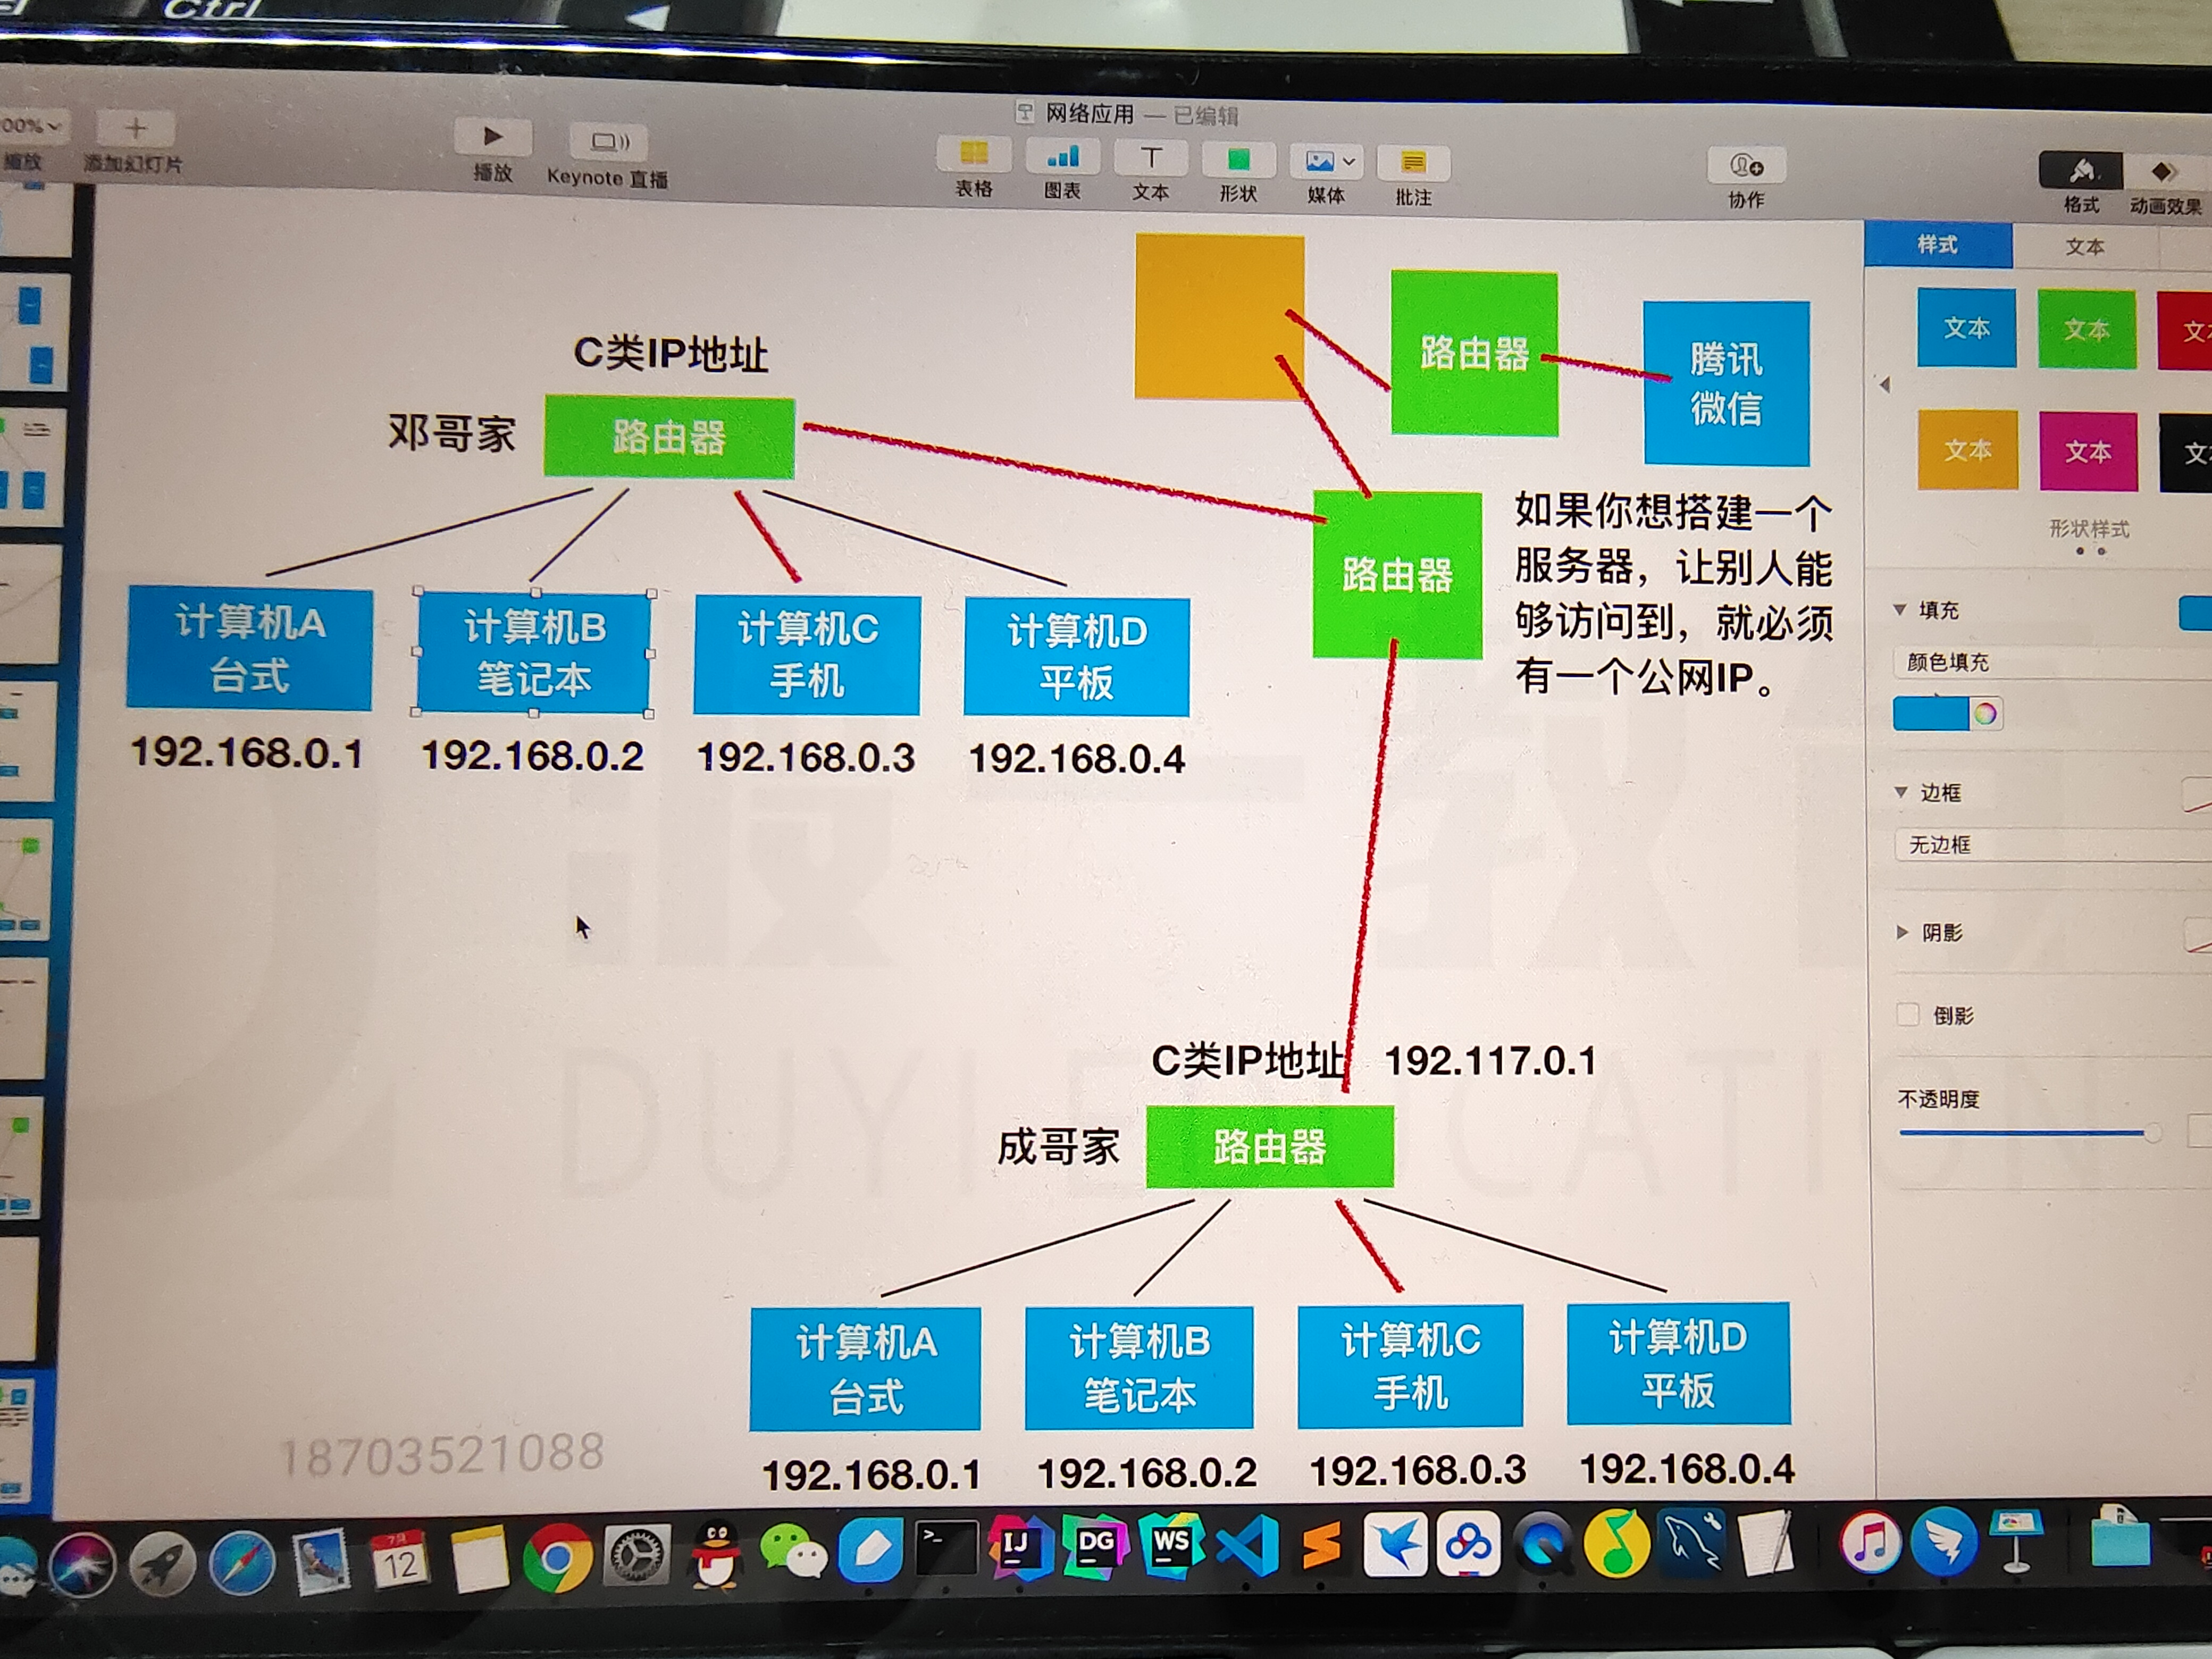 Ctrl
网络应用 — 已编辑
00%
缩放
添加幻灯片
播放
Keynote 直播
表格
图表
文本
形状
媒体
批注
协作
格式
动画效果
样式
文本
C类IP地址
邓哥家
路由器
路由器
腾讯
微信
路由器
如果你想搭建一个
服务器，让别人能
够访问到，就必须
有一个公网IP。
计算机A
台式
计算机B
笔记本
计算机C
手机
计算机D
平板
192.168.0.1
192.168.0.2
192.168.0.3
192.168.0.4
C类IP地址
192.117.0.1
成哥家
路由器
计算机A
台式
计算机B
笔记本
计算机C
手机
计算机D
平板
192.168.0.1
192.168.0.2
192.168.0.3
192.168.0.4
文本
文本
文本
文本
形状样式
填充
颜色填充
边框
无边框
阴影
倒影
不透明度
渡一教育
DUYI EDUCATION
18703521088
12
IJ
DG
WS